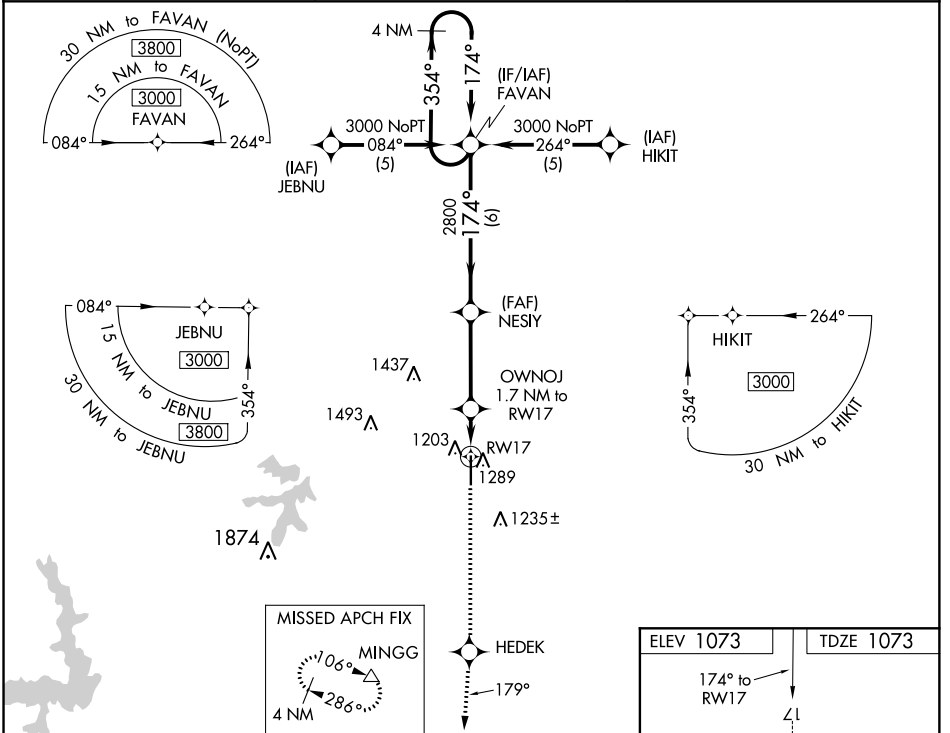 30 NM to FAVAN (NoPT)
3800
15 NM to FAVAN
3000
FAVAN
084°
264°
4 NM
354°
174°
(IF/IAF)
FAVAN
3000 NoPT
084°
(5)
(IAF)
JEBNU
3000 NoPT
264°
(5)
(IAF)
HIKIT
2800
174°
(6)
084°
JEBNU
3000
15 NM to JEBNU
3800
30 NM to JEBNU
354°
(FAF)
NESIY
264°
HIKIT
3000
354°
30 NM to HIKIT
1437
OWNOJ
1.7 NM to
RW17
1493
1203
RW17
1289
1235±
1874
MISSED APCH FIX
106°
MINGG
286°
4 NM
HEDEK
179°
ELEV 1073
TDZE 1073
174° to
RW17
17